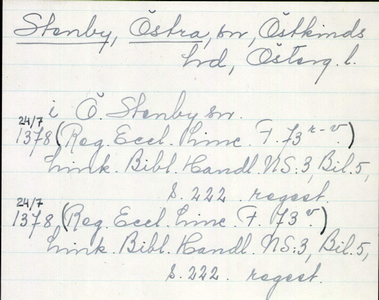 Stenby, Östra, sn, Östkinds
hrd, Österg. l.
i Ö. Stenby sn.
24/7
1378 (Reg. Eccl. Linc. F. 73 r-v.)
Link. Bibl. Handl. NS. 3, Bil. 5,
s. 222. regest.
24/7
1378 (Reg. Eccl. Linc. F. 73 v)
Link. Bibl. Handl. NS. 3, Bil. 5,
s. 222. regest.